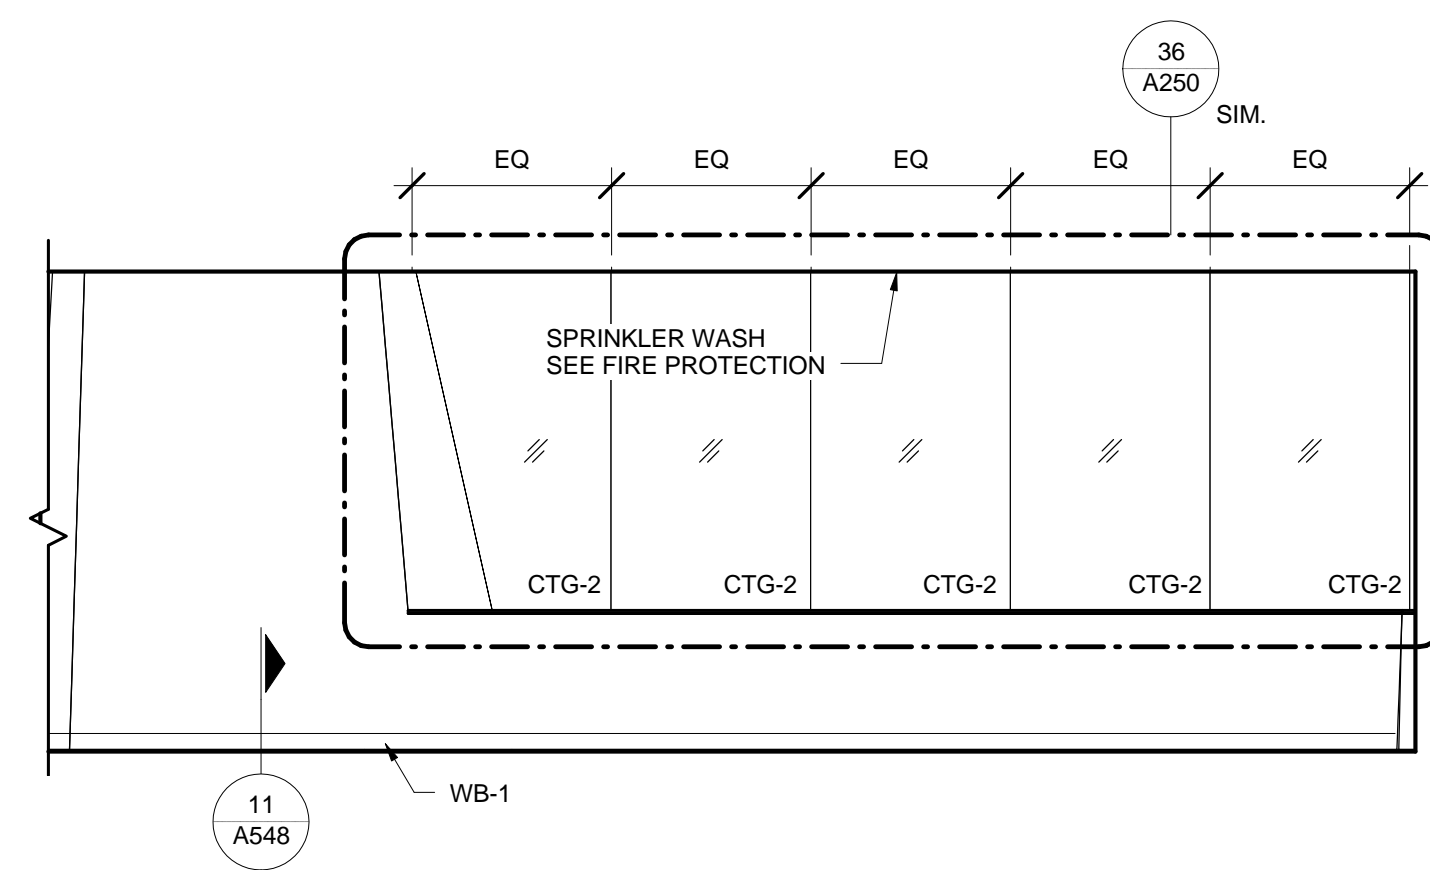 36
A250
SIM.
EQ
EQ
EQ
EQ
EQ
SPRINKLER WASH
SEE FIRE PROTECTION
CTG-2
CTG-2
CTG-2
CTG-2
CTG-2
WB-1
11
A548